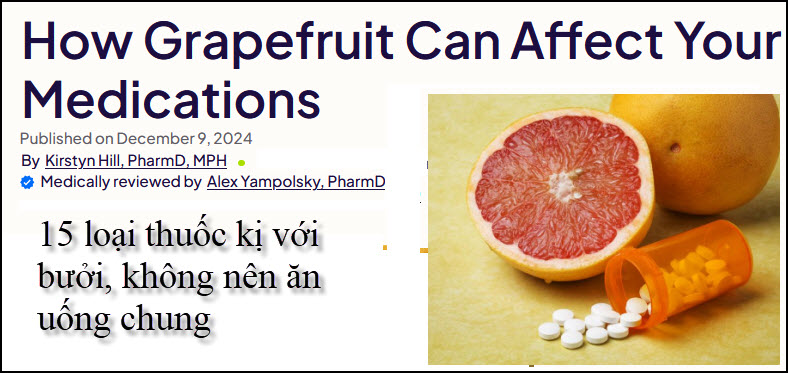 How Grapefruit Can Affect Your
Medications
Published on December 9, 2024
By Kirstyn Hill, PharmD, MPH
Medically reviewed by Alex Yampolsky, PharmD
15 loại thuốc kị với
bưởi, không nên ăn
uống chung